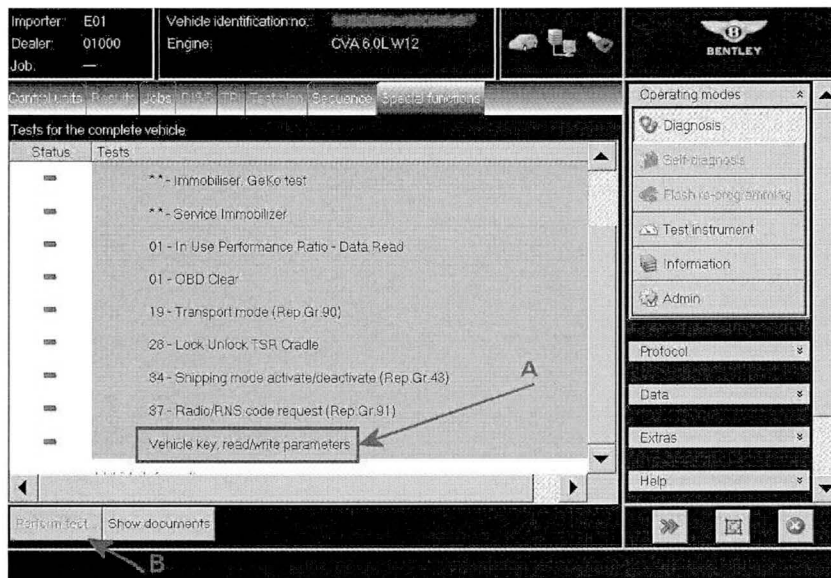 Importer: E01
Dealer: 01000
Job: —
Vehicle identification no.:
Engine: CVA 6.0L W12
BENTLEY
Control units Results Jobs DISS TPI Test plan Sequence Special functions
Tests for the complete vehicle
Status Tests
** - Immobiliser, GeKo test
** - Service Immobilizer
01 - In Use Performance Ratio - Data Read
01 - OBD Clear
19 - Transport mode (Rep.Gr.90)
28 - Lock Unlock TSR Cradle
34 - Shipping mode activate/deactivate (Rep.Gr.43)
37 - Radio/RNS code request (Rep.Gr.91)
Vehicle key, read/write parameters
A
Perform test... Show documents
B
Operating modes
Diagnosis
Self-diagnosis
Flash re-programming
Test instrument
Information
Admin
Protocol
Data
Extras
Help